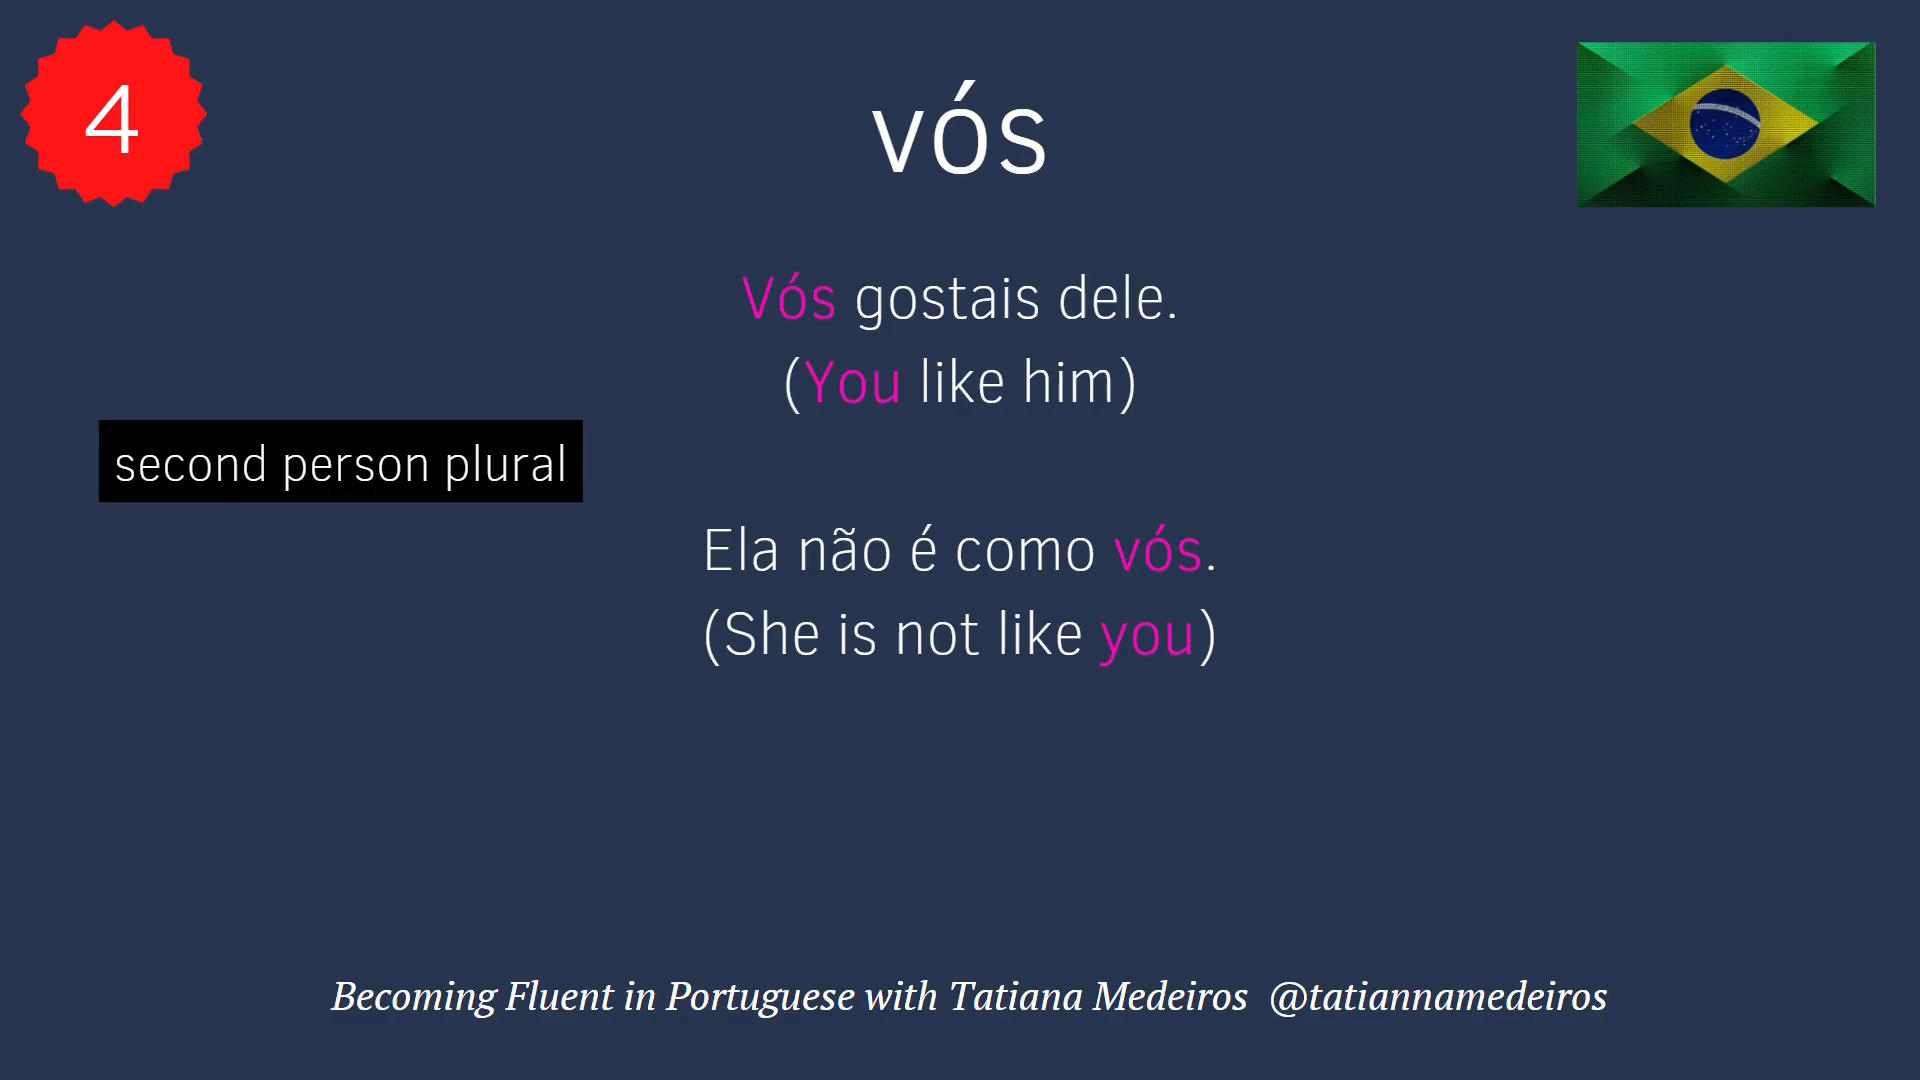 4
vós
Vós gostais dele.
(You like him)
second person plural
Ela não é como vós.
(She is not like you)
Becoming Fluent in Portuguese with Tatiana Medeiros @tatiannamedeiros